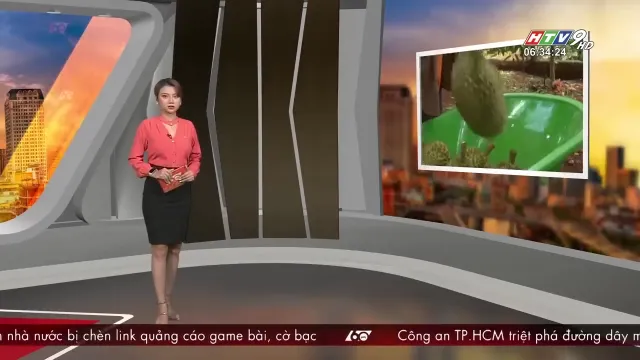 HTV9 HD
06:34:24
nhà nước bị chèn link quảng cáo game bài, cờ bạc
60 Công an TP.HCM triệt phá đường dây